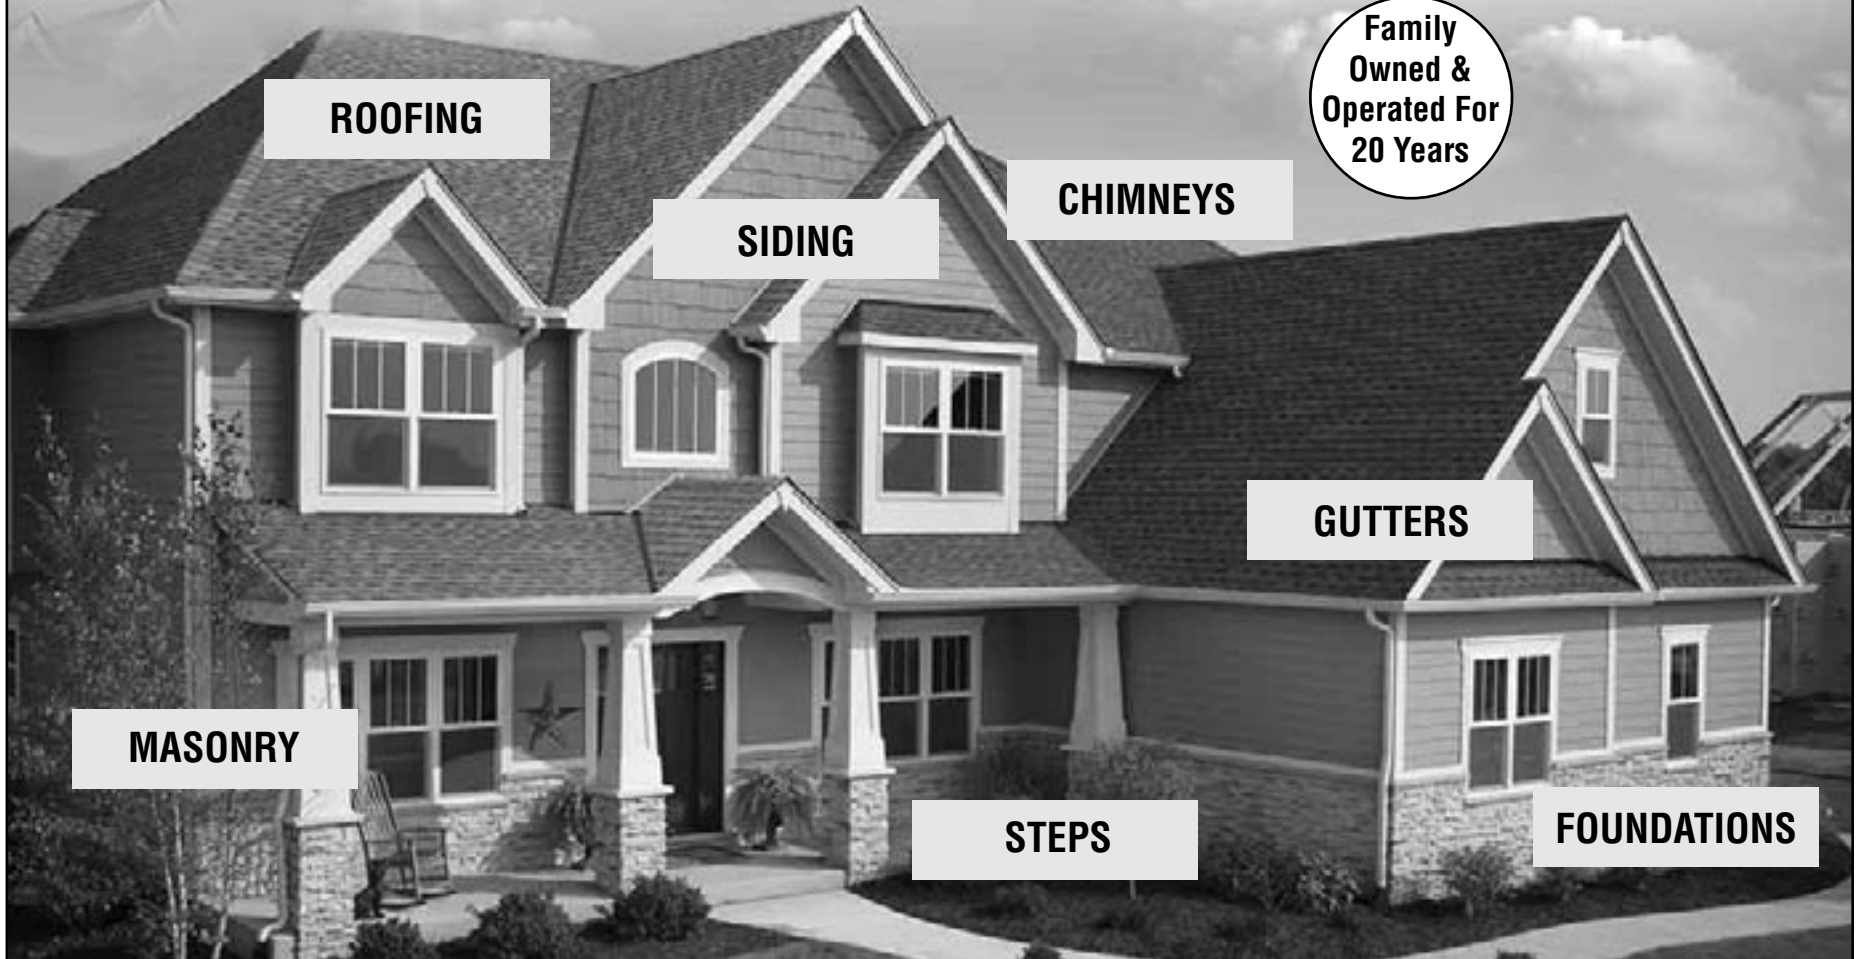 Family
Owned &
Operated For
20 Years
ROOFING
CHIMNEYS
SIDING
GUTTERS
MASONRY
STEPS
FOUNDATIONS